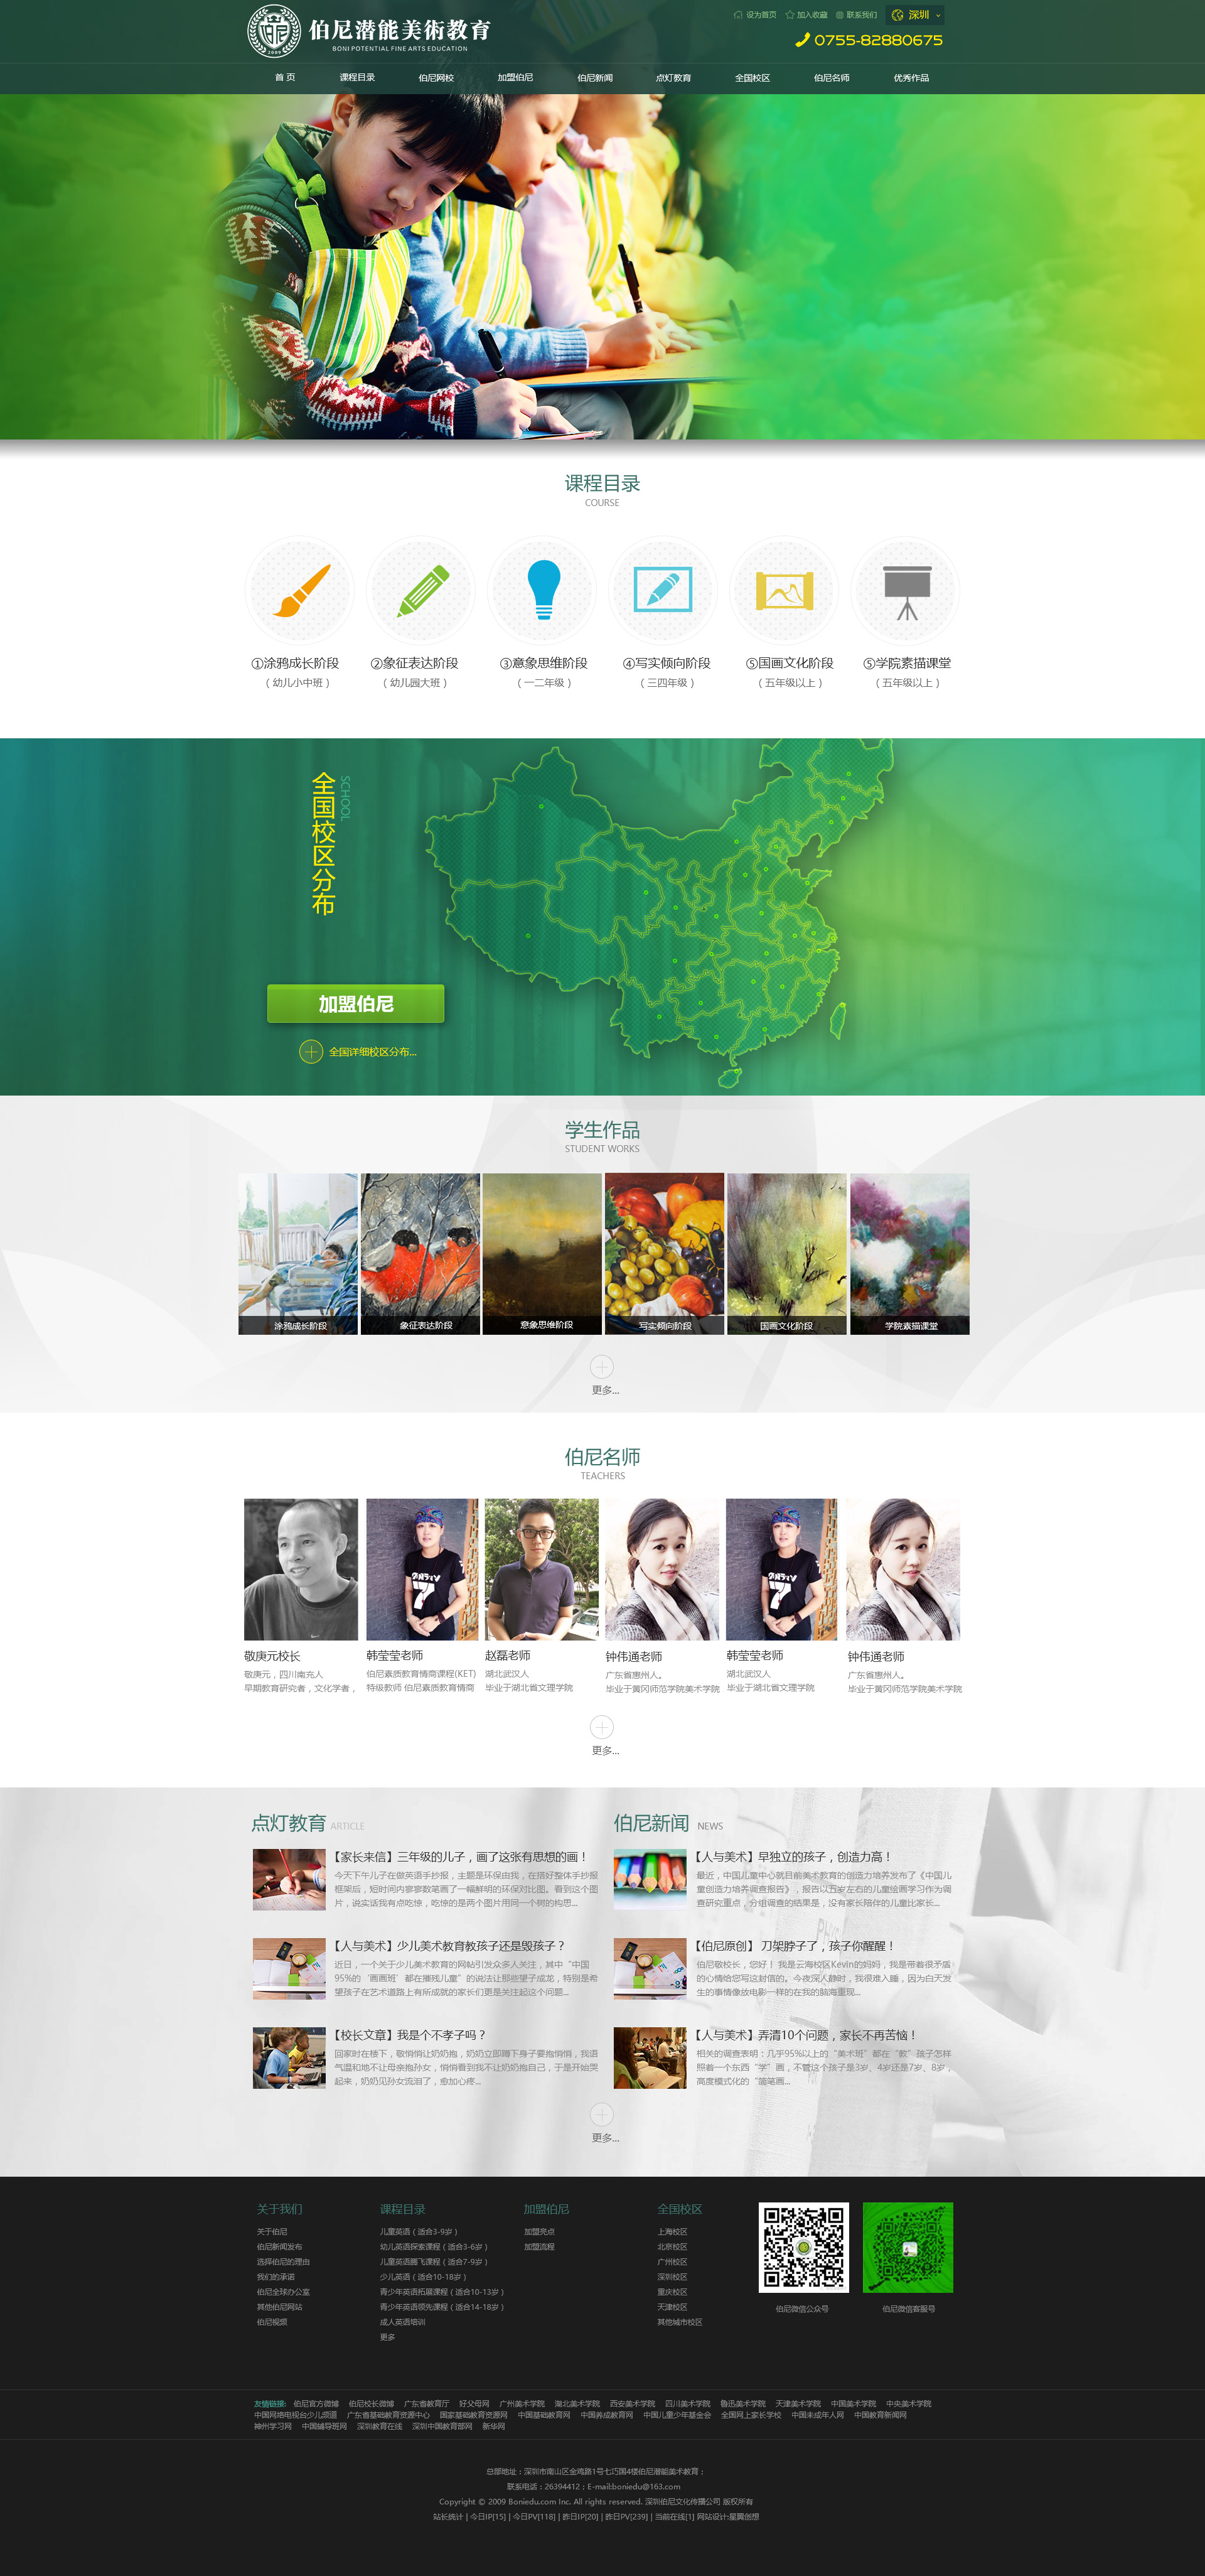 伯尼潜能美術教育
BONI POTENTIAL FINE ARTS EDUCATION
2009
设为首页 加入收藏 联系我们 深圳
0755-82880675
首 页 课程目录 伯尼网校 加盟伯尼 伯尼新闻 点灯教育 全国校区 伯尼名师 优秀作品
课程目录
COURSE
①涂鸦成长阶段 ②象征表达阶段 ③意象思维阶段 ④写实倾向阶段 ⑤国画文化阶段 ⑤学院素描课堂
（幼儿小中班） （幼儿园大班） （一二年级） （三四年级） （五年级以上） （五年级以上）
全国校区分布
SCHOOL
加盟伯尼
全国详细校区分布...
学生作品
STUDENT WORKS
涂鸦成长阶段 象征表达阶段 意象思维阶段 写实倾向阶段 国画文化阶段 学院素描课堂
更多...
伯尼名师
TEACHERS
敬庚元校长 韩莹莹老师 赵磊老师 钟伟通老师 韩莹莹老师 钟伟通老师
敬庚元，四川南充人 伯尼素质教育情商课程(KET) 湖北武汉人 广东省惠州人。 湖北武汉人 广东省惠州人。
早期教育研究者，文化学者， 特级教师 伯尼素质教育情商 毕业于湖北省文理学院 毕业于黄冈师范学院美术学院 毕业于湖北省文理学院 毕业于黄冈师范学院美术学院
更多...
点灯教育 ARTICLE
【家长来信】三年级的儿子，画了这张有思想的画！
今天下午儿子在做英语手抄报，主题是环保由我，在搭好整体手抄报
框架后，短时间内寥寥数笔画了一幅鲜明的环保对比图。看到这个图
片，说实话我有点吃惊，吃惊的是两个图片用同一个树的构思...
【人与美术】少儿美术教育教孩子还是毁孩子？
近日，一个关于少儿美术教育的网帖引发众多人关注，其中“中国
95%的‘画画班’都在摧残儿童”的说法让那些望子成龙，特别是希
望孩子在艺术道路上有所成就的家长们更是关注起这个问题...
【校长文章】我是个不孝子吗？
回家时在楼下，敬悄悄让奶奶抱，奶奶立即蹲下身子要抱悄悄，我语
气温和地不让母亲抱孙女，悄悄看到我不让奶奶抱自己，于是开始哭
起来，奶奶见孙女流泪了，愈加心疼...
伯尼新闻 NEWS
【人与美术】早独立的孩子，创造力高！
最近，中国儿童中心就目前美术教育的创造力培养发布了《中国儿
童创造力培养调查报告》，报告以五岁左右的儿童绘画学习作为调
查研究重点，分组调查的结果是，没有家长陪伴的儿童比家长...
【伯尼原创】 刀架脖子了，孩子你醒醒！
伯尼敬校长，您好！ 我是云海校区Kevin的妈妈，我是带着很矛盾
的心情给您写这封信的。今夜深人静时，我很难入睡，因为白天发
生的事情像放电影一样的在我的脑海重现...
【人与美术】弄清10个问题，家长不再苦恼！
相关的调查表明：几乎95%以上的“美术班”都在“教”孩子怎样
照着一个东西“学”画，不管这个孩子是3岁、4岁还是7岁、8岁，
高度模式化的“简笔画...
更多...
关于我们
关于伯尼
伯尼新闻发布
选择伯尼的理由
我们的承诺
伯尼全球办公室
其他伯尼网站
伯尼视频
课程目录
儿童英语（适合3-9岁）
幼儿英语探索课程（适合3-6岁）
儿童英语腾飞课程（适合7-9岁）
少儿英语（适合10-18岁）
青少年英语拓展课程（适合10-13岁）
青少年英语领先课程（适合14-18岁）
成人英语培训
更多
加盟伯尼
加盟亮点
加盟流程
全国校区
上海校区
北京校区
广州校区
深圳校区
重庆校区
天津校区
其他城市校区
伯尼微信公众号 伯尼微信客服号
友情链接: 伯尼官方微博 伯尼校长微博 广东省教育厅 好父母网 广州美术学院 湖北美术学院 西安美术学院 四川美术学院 鲁迅美术学院 天津美术学院 中国美术学院 中央美术学院
中国网络电视台少儿频道 广东省基础教育资源中心 国家基础教育资源网 中国基础教育网 中国养成教育网 中国儿童少年基金会 全国网上家长学校 中国未成年人网 中国教育新闻网
神州学习网 中国辅导班网 深圳教育在线 深圳中国教育部网 新华网
总部地址：深圳市南山区金鸡路1号七巧国4楼伯尼潜能美术教育；
联系电话：26394412；E-mail:boniedu@163.com
Copyright © 2009 Boniedu.com Inc. All rights reserved. 深圳伯尼文化传播公司 版权所有
站长统计 | 今日IP[15] | 今日PV[118] | 昨日IP[20] | 昨日PV[239] | 当前在线[1] 网站设计:星翼创想